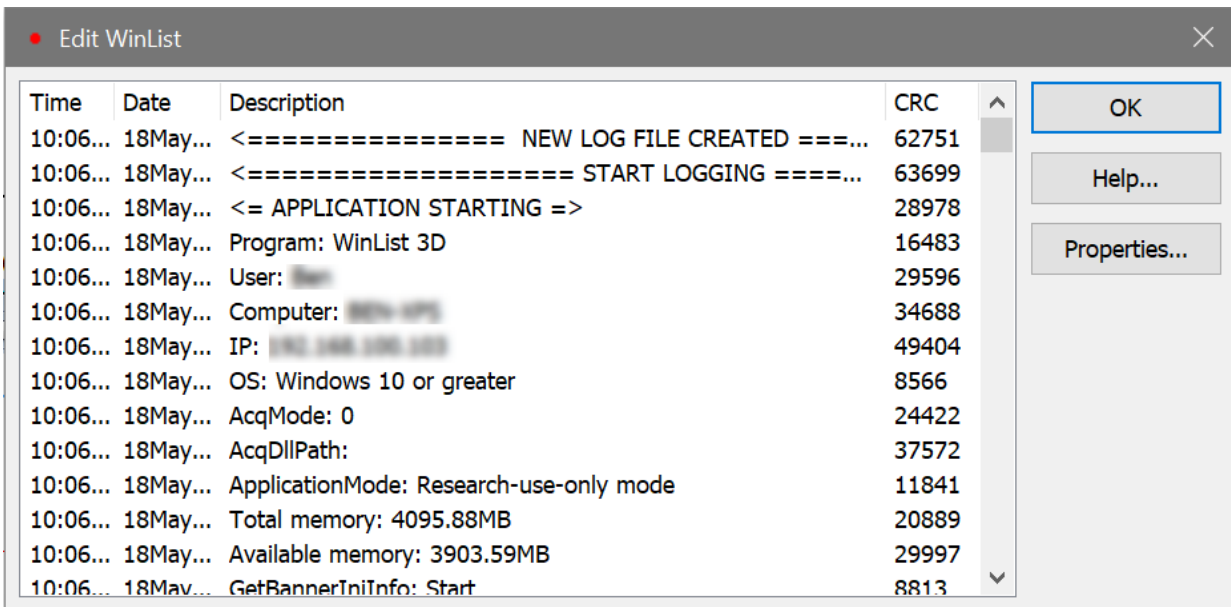 Edit WinList
Time Date Description CRC
10:06... 18May... <=============== NEW LOG FILE CREATED ===... 62751
10:06... 18May... <=================== START LOGGING ====... 63699
10:06... 18May... <= APPLICATION STARTING => 28978
10:06... 18May... Program: WinList 3D 16483
10:06... 18May... User: 29596
10:06... 18May... Computer: 34688
10:06... 18May... IP: 49404
10:06... 18May... OS: Windows 10 or greater 8566
10:06... 18May... AcqMode: 0 24422
10:06... 18May... AcqDllPath: 37572
10:06... 18May... ApplicationMode: Research-use-only mode 11841
10:06... 18May... Total memory: 4095.88MB 20889
10:06... 18May... Available memory: 3903.59MB 29997
10:06... 18May... GetBannerIniInfo: Start 8813
OK
Help...
Properties...